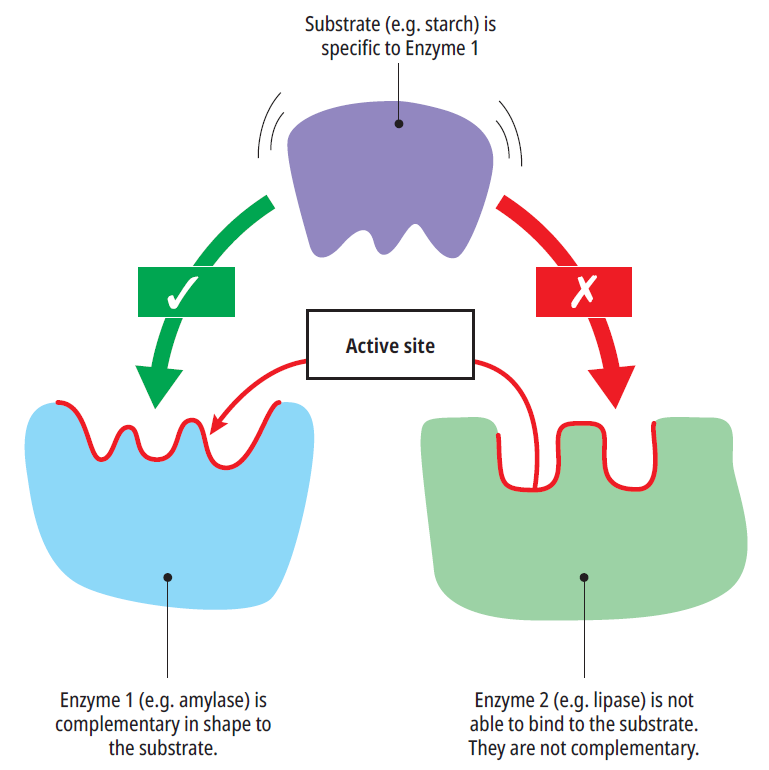 Substrate (e.g. starch) is
specific to Enzyme 1
✓
✗
Active site
Enzyme 1 (e.g. amylase) is
complementary in shape to
the substrate.
Enzyme 2 (e.g. lipase) is not
able to bind to the substrate.
They are not complementary.